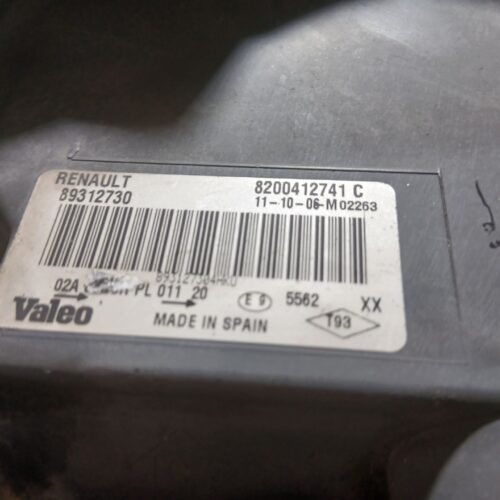 RENAULT 8200412741 C
89312730 11-10-06-M02263
02A PL 011 20 E 9 5562 XX
Valeo MADE IN SPAIN T93